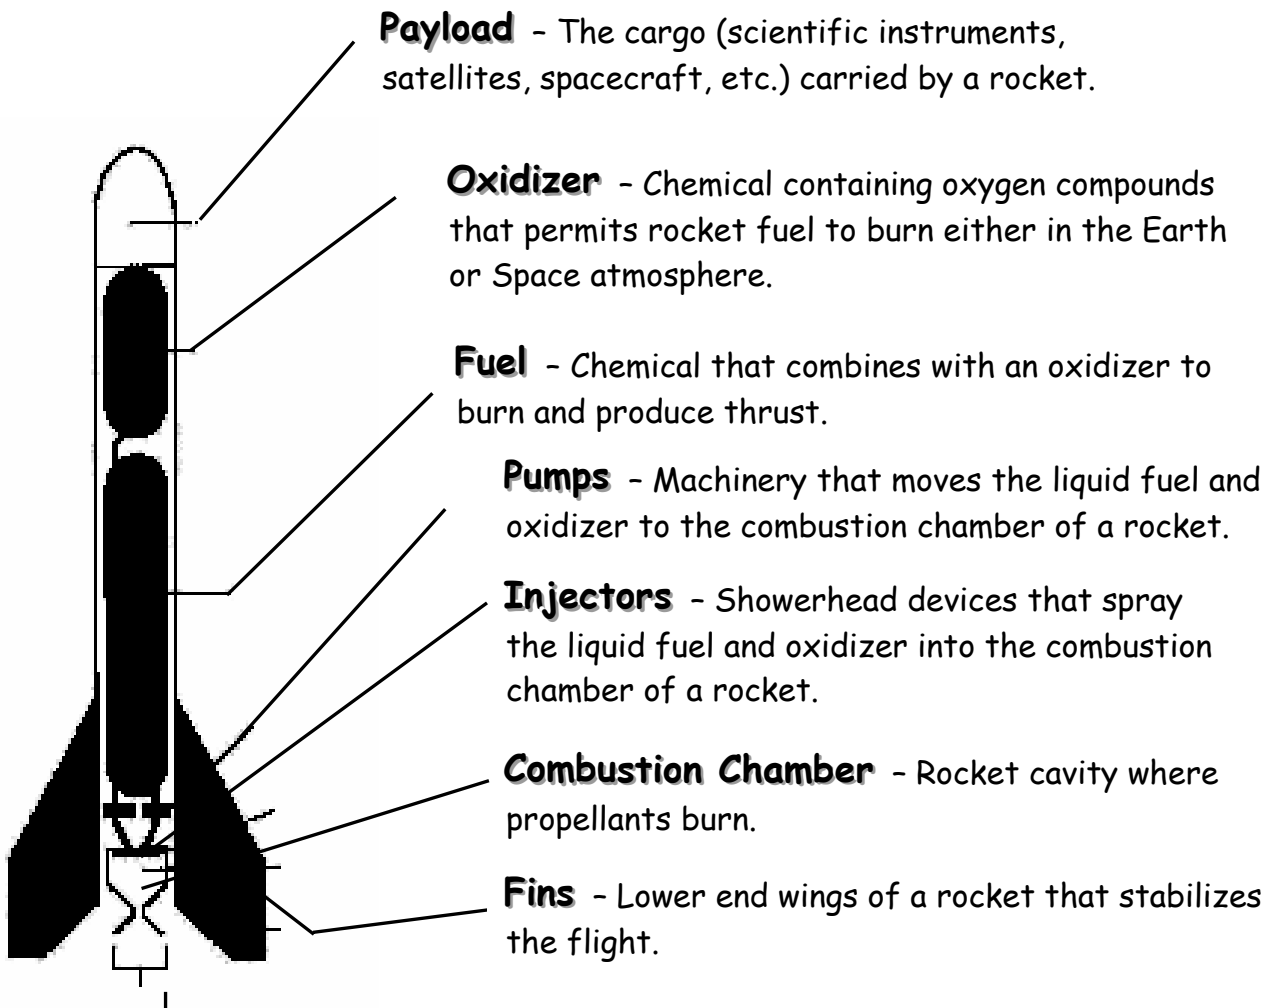 Payload – The cargo (scientific instruments,
satellites, spacecraft, etc.) carried by a rocket.
Oxidizer – Chemical containing oxygen compounds
that permits rocket fuel to burn either in the Earth
or Space atmosphere.
Fuel – Chemical that combines with an oxidizer to
burn and produce thrust.
Pumps – Machinery that moves the liquid fuel and
oxidizer to the combustion chamber of a rocket.
Injectors – Showerhead devices that spray
the liquid fuel and oxidizer into the combustion
chamber of a rocket.
Combustion Chamber – Rocket cavity where
propellants burn.
Fins – Lower end wings of a rocket that stabilizes
the flight.